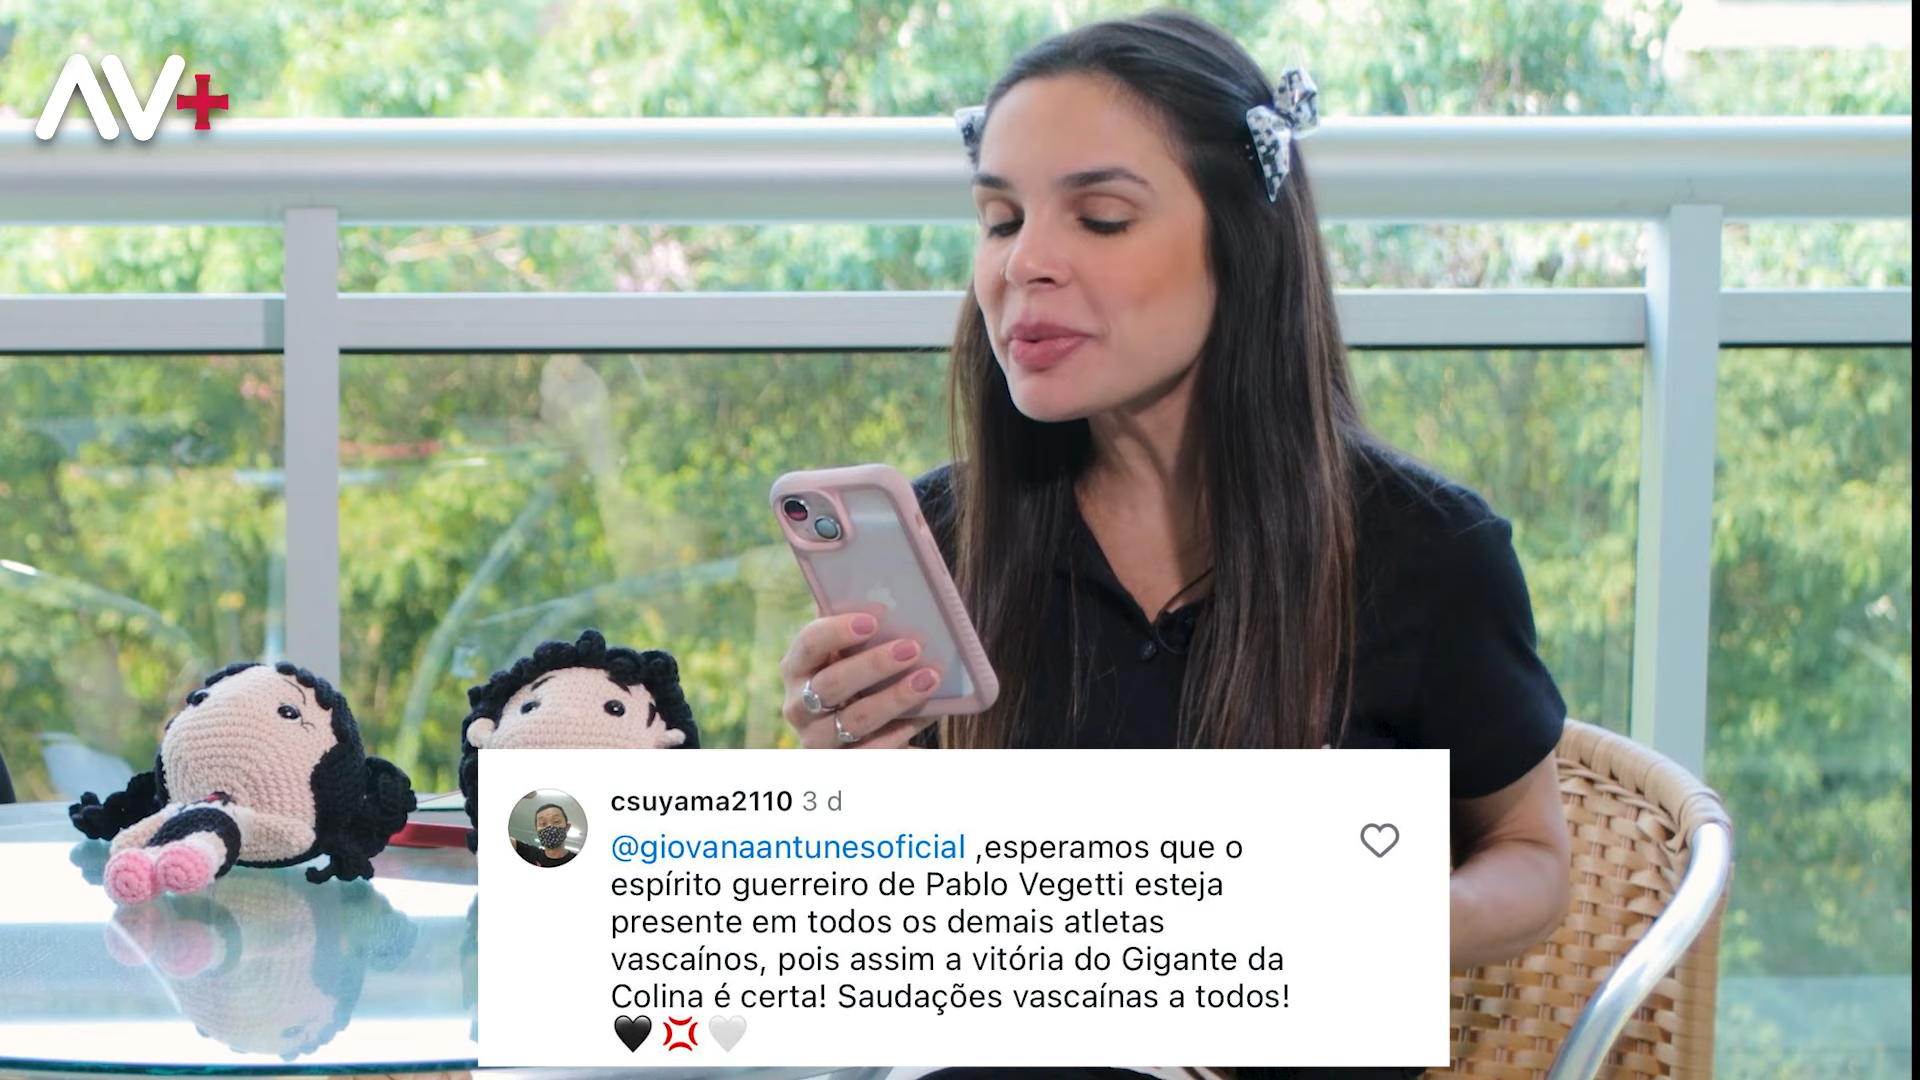 AV+
csuyama2110 3 d
@giovanaantunesoficial ,esperamos que o
espírito guerreiro de Pablo Vegetti esteja
presente em todos os demais atletas
vascaínos, pois assim a vitória do Gigante da
Colina é certa! Saudações vascaínas a todos!
🖤💢🤍